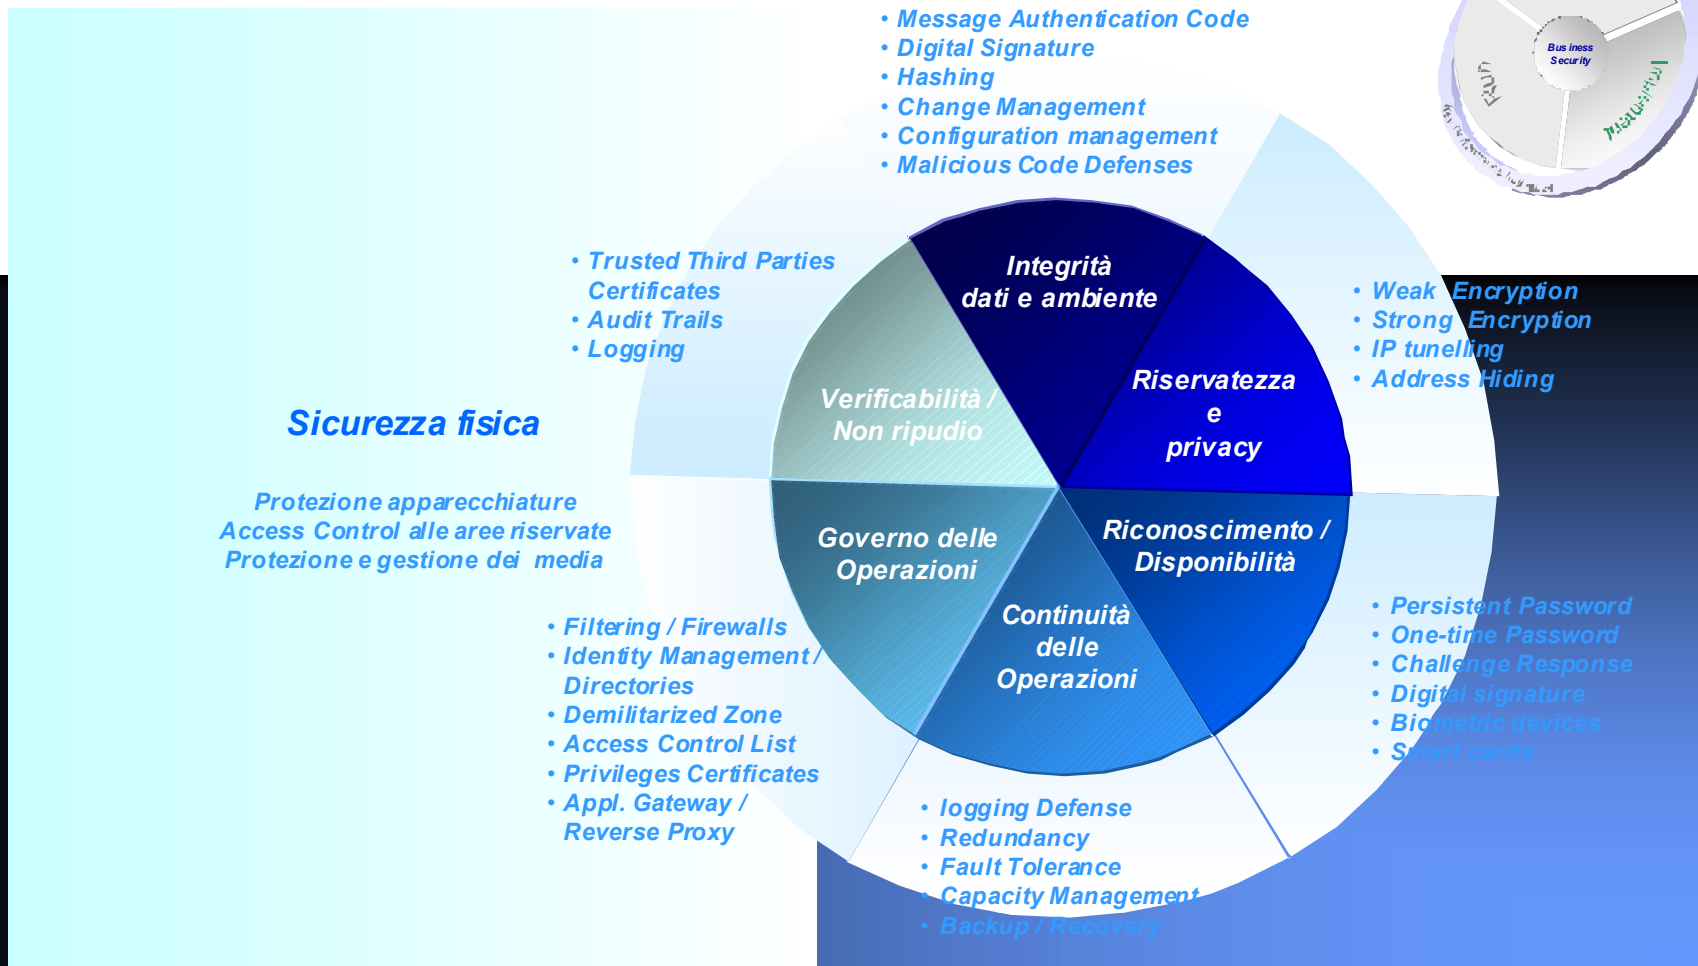 • Message Authentication Code
• Digital Signature
• Hashing
• Change Management
• Configuration management
• Malicious Code Defenses
Business
Security
Run
• Trusted Third Parties
Certificates
• Audit Trails
• Logging
Integrità
dati e ambiente
• Weak Encryption
• Strong Encryption
• IP tunelling
• Address Hiding
Riservatezza
e
privacy
Verificabilità /
Non ripudio
Sicurezza fisica
Protezione apparecchiature
Access Control alle aree riservate
Protezione e gestione dei media
Governo delle
Operazioni
Riconoscimento /
Disponibilità
Continuità
delle
Operazioni
• Filtering / Firewalls
• Identity Management /
Directories
• Demilitarized Zone
• Access Control List
• Privileges Certificates
• Appl. Gateway /
Reverse Proxy
• Persistent Password
• One-time Password
• Challenge Response
• Digital signature
• Biometric devices
• Smart cards
• logging Defense
• Redundancy
• Fault Tolerance
• Capacity Management
• Backup / Recovery